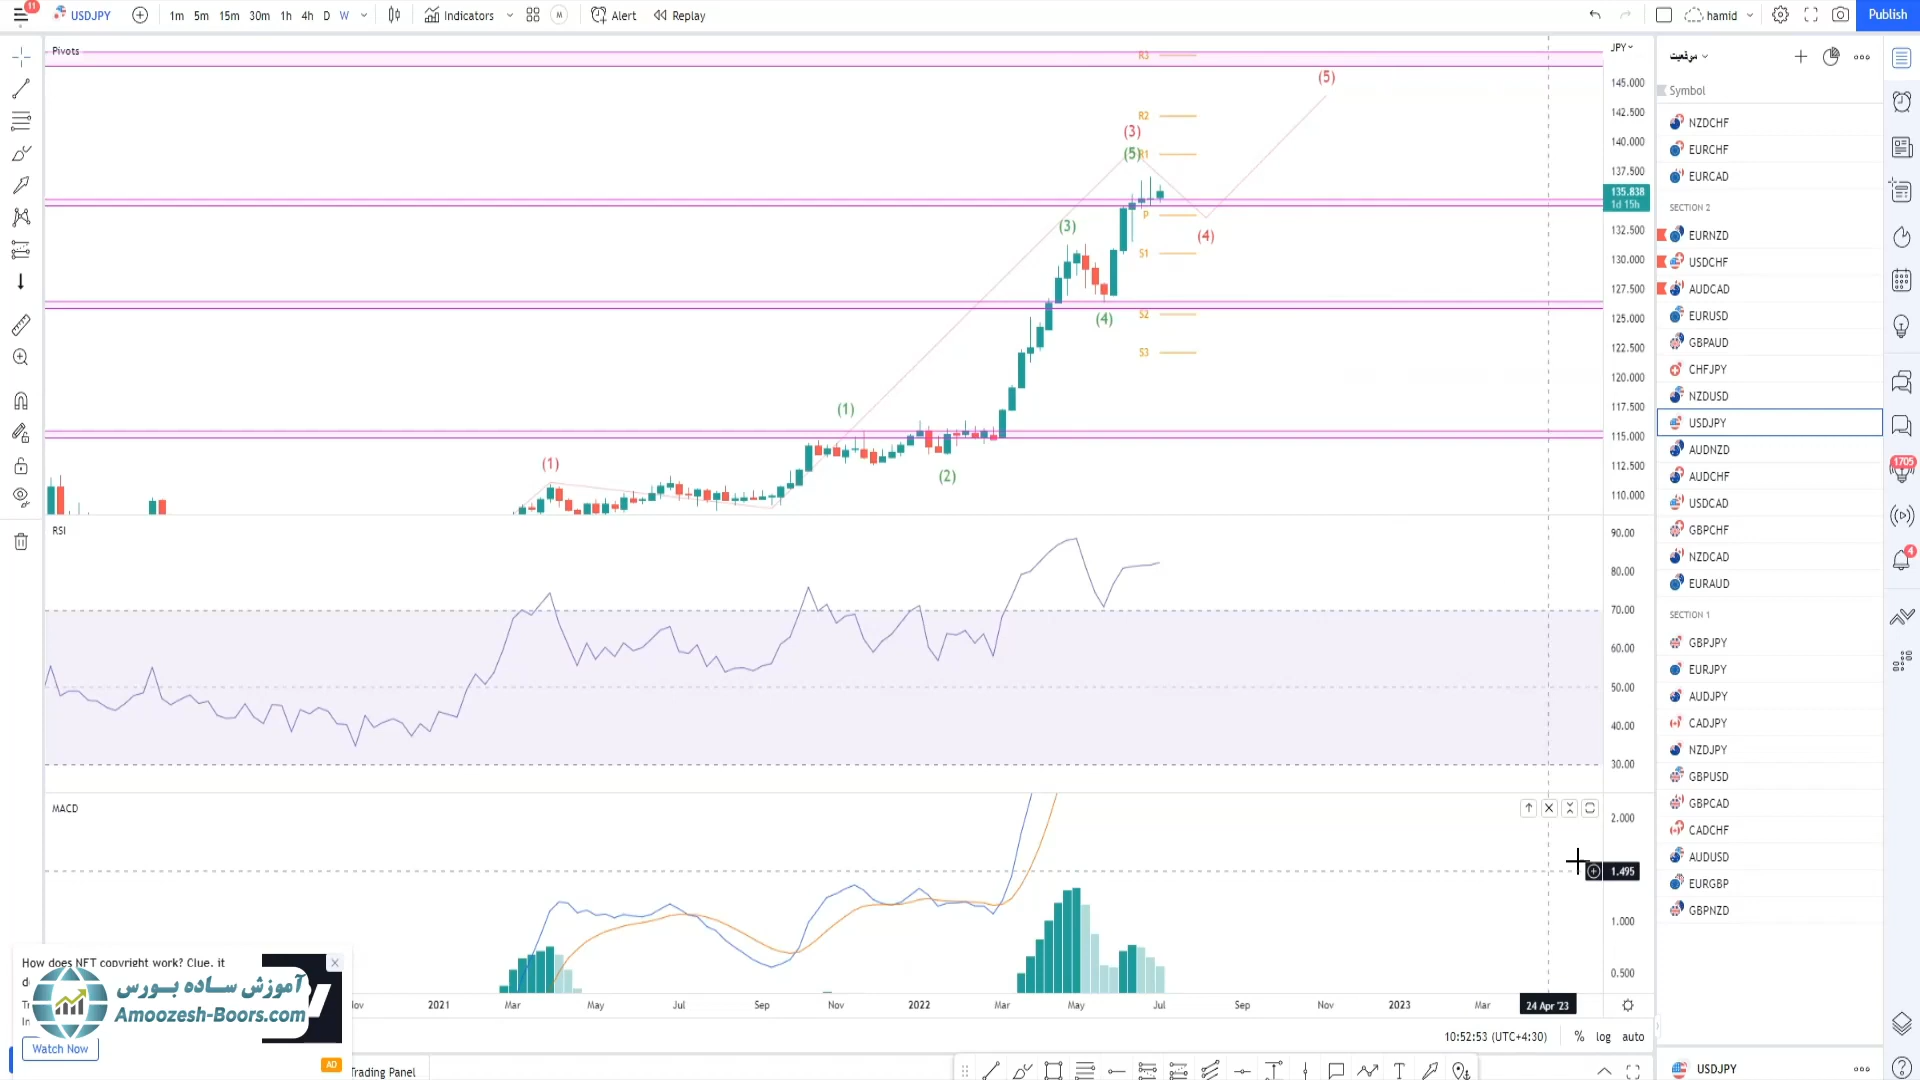 11
USDJPY
1m 5m 15m 30m 1h 4h D W
Indicators
M
Alert
Replay
hamid
Publish
Pivots
JPY
R3
(5)
145.000
142.500
R2
(3)
140.000
(5)
R1
137.500
135.838
1d 15h
P
(3)
(4)
132.500
S1
130.000
127.500
125.000
S2
(4)
122.500
S3
120.000
117.500
(1)
115.000
112.500
(1)
(2)
110.000
RSI
90.00
80.00
70.00
60.00
50.00
40.00
30.00
MACD
2.000
1.495
1.000
0.500
2021 Mar May Jul Sep Nov 2022 Mar May Jul Sep Nov 2023 Mar 24 Apr '23
10:52:53 (UTC+4:30) % log auto
Trading Panel
How does NFT copyright work? Clue, it
آموزش ساده بورس
Amoozesh-Boors.com
Watch Now
AD
موقعیت
Symbol
NZDCHF
EURCHF
EURCAD
SECTION 2
EURNZD
USDCHF
AUDCAD
EURUSD
GBPAUD
CHFJPY
NZDUSD
USDJPY
AUDNZD
AUDCHF
USDCAD
GBPCHF
NZDCAD
EURAUD
SECTION 1
GBPJPY
EURJPY
AUDJPY
CADJPY
NZDJPY
GBPUSD
GBPCAD
CADCHF
AUDUSD
EURGBP
GBPNZD
USDJPY
1705
4